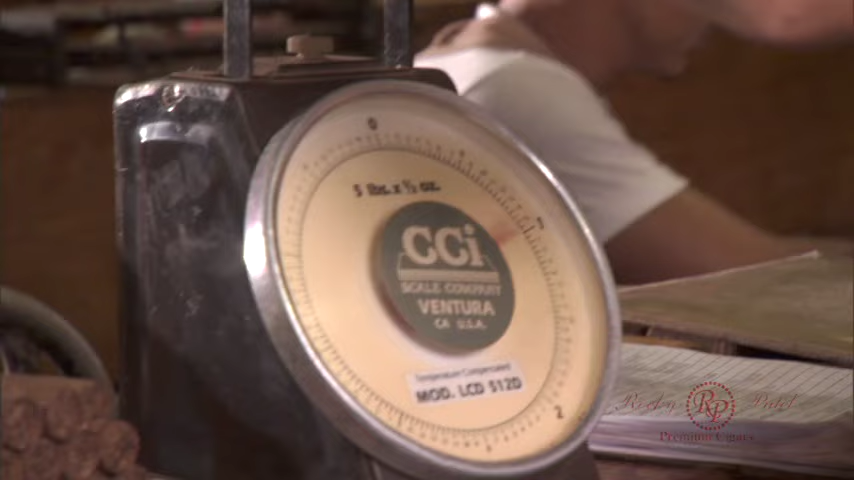 0
5 lbs. x ½ oz.
CCi
SCALE COMPANY
VENTURA
CA U.S.A.
Temperature Compensated
MOD. LCD 512D
2
Rocky Patel
RP
Premium Cigars